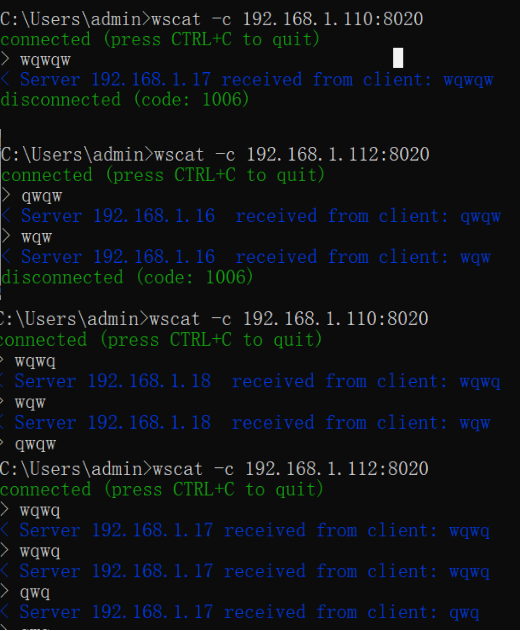 C:\Users\admin>wscat -c 192.168.1.110:8020
connected (press CTRL+C to quit)
> wqwqw
< Server 192.168.1.17 received from client: wqwqw
disconnected (code: 1006)
C:\Users\admin>wscat -c 192.168.1.112:8020
connected (press CTRL+C to quit)
> qwqw
< Server 192.168.1.16  received from client: qwqw
> wqw
< Server 192.168.1.16  received from client: wqw
disconnected (code: 1006)
C:\Users\admin>wscat -c 192.168.1.110:8020
connected (press CTRL+C to quit)
> wqwq
< Server 192.168.1.18  received from client: wqwq
> wqw
< Server 192.168.1.18  received from client: wqw
> qwqw
C:\Users\admin>wscat -c 192.168.1.112:8020
connected (press CTRL+C to quit)
> wqwq
< Server 192.168.1.17 received from client: wqwq
> wqwq
< Server 192.168.1.17 received from client: wqwq
> qwq
< Server 192.168.1.17 received from client: qwq